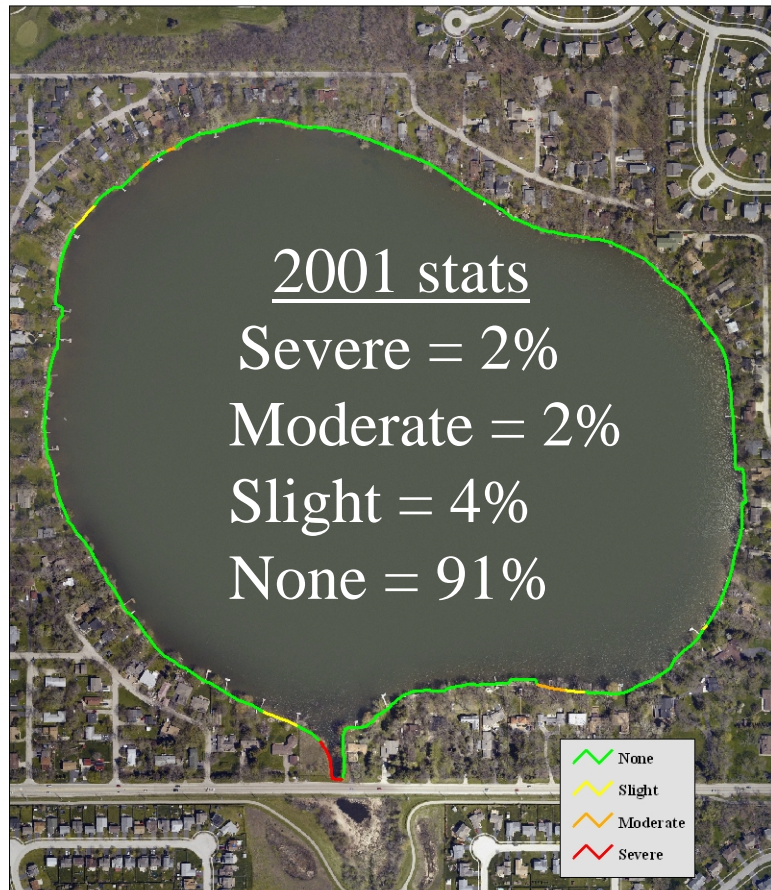 2001 stats
Severe = 2%
Moderate = 2%
Slight = 4%
None = 91%
None
Slight
Moderate
Severe